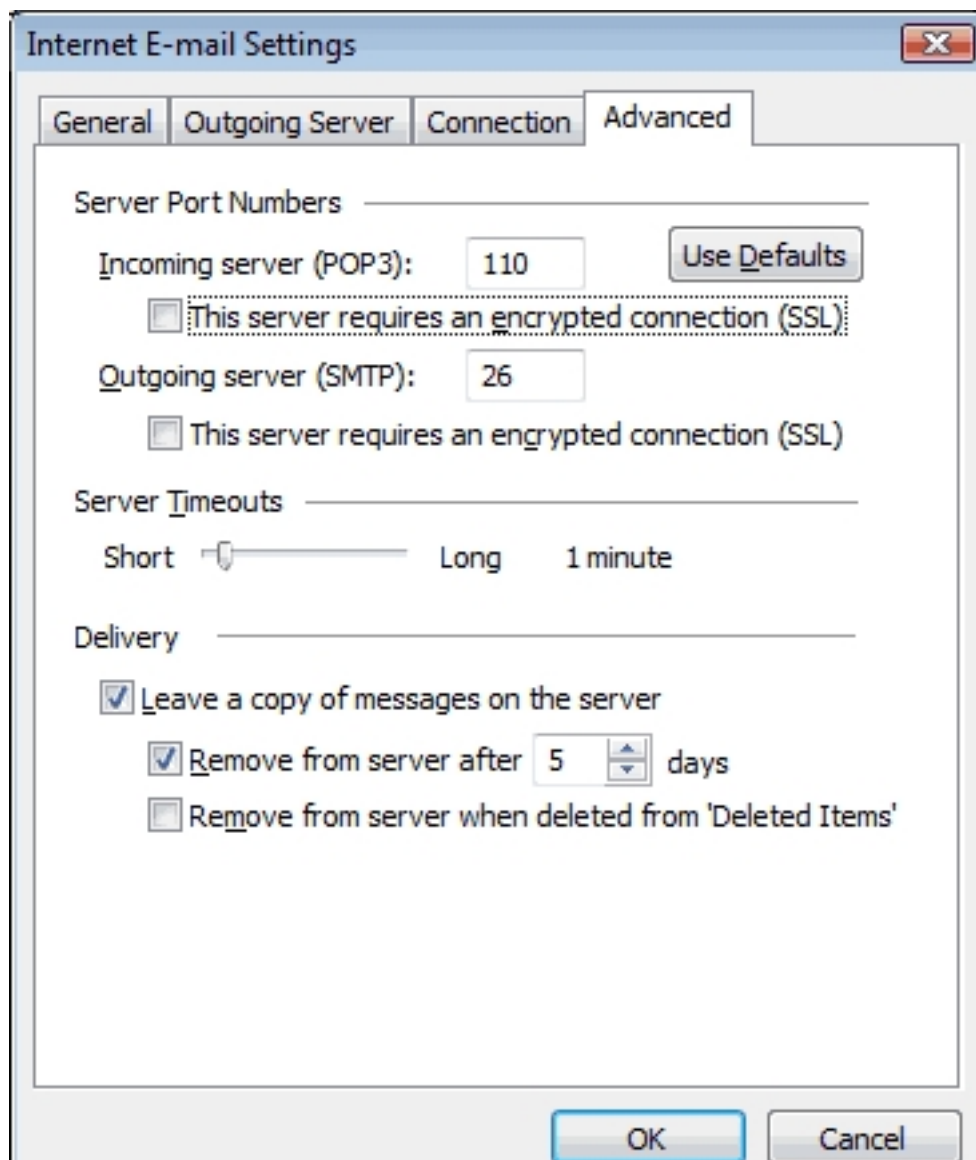 Internet E-mail Settings
General Outgoing Server Connection Advanced
Server Port Numbers
Incoming server (POP3): 110 Use Defaults
This server requires an encrypted connection (SSL)
Outgoing server (SMTP): 26
This server requires an encrypted connection (SSL)
Server Timeouts
Short Long 1 minute
Delivery
Leave a copy of messages on the server
Remove from server after 5 days
Remove from server when deleted from 'Deleted Items'
OK Cancel